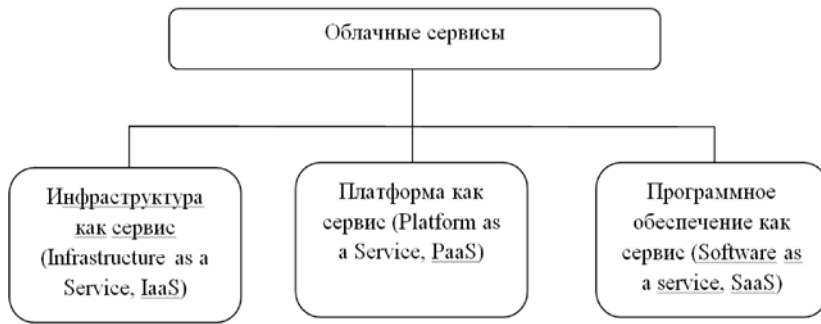 Облачные сервисы
Инфраструктура
как сервис
(Infrastructure as a
Service, IaaS)
Платформа как
сервис (Platform as
a Service, PaaS)
Программное
обеспечение как
сервис (Software as
a service, SaaS)